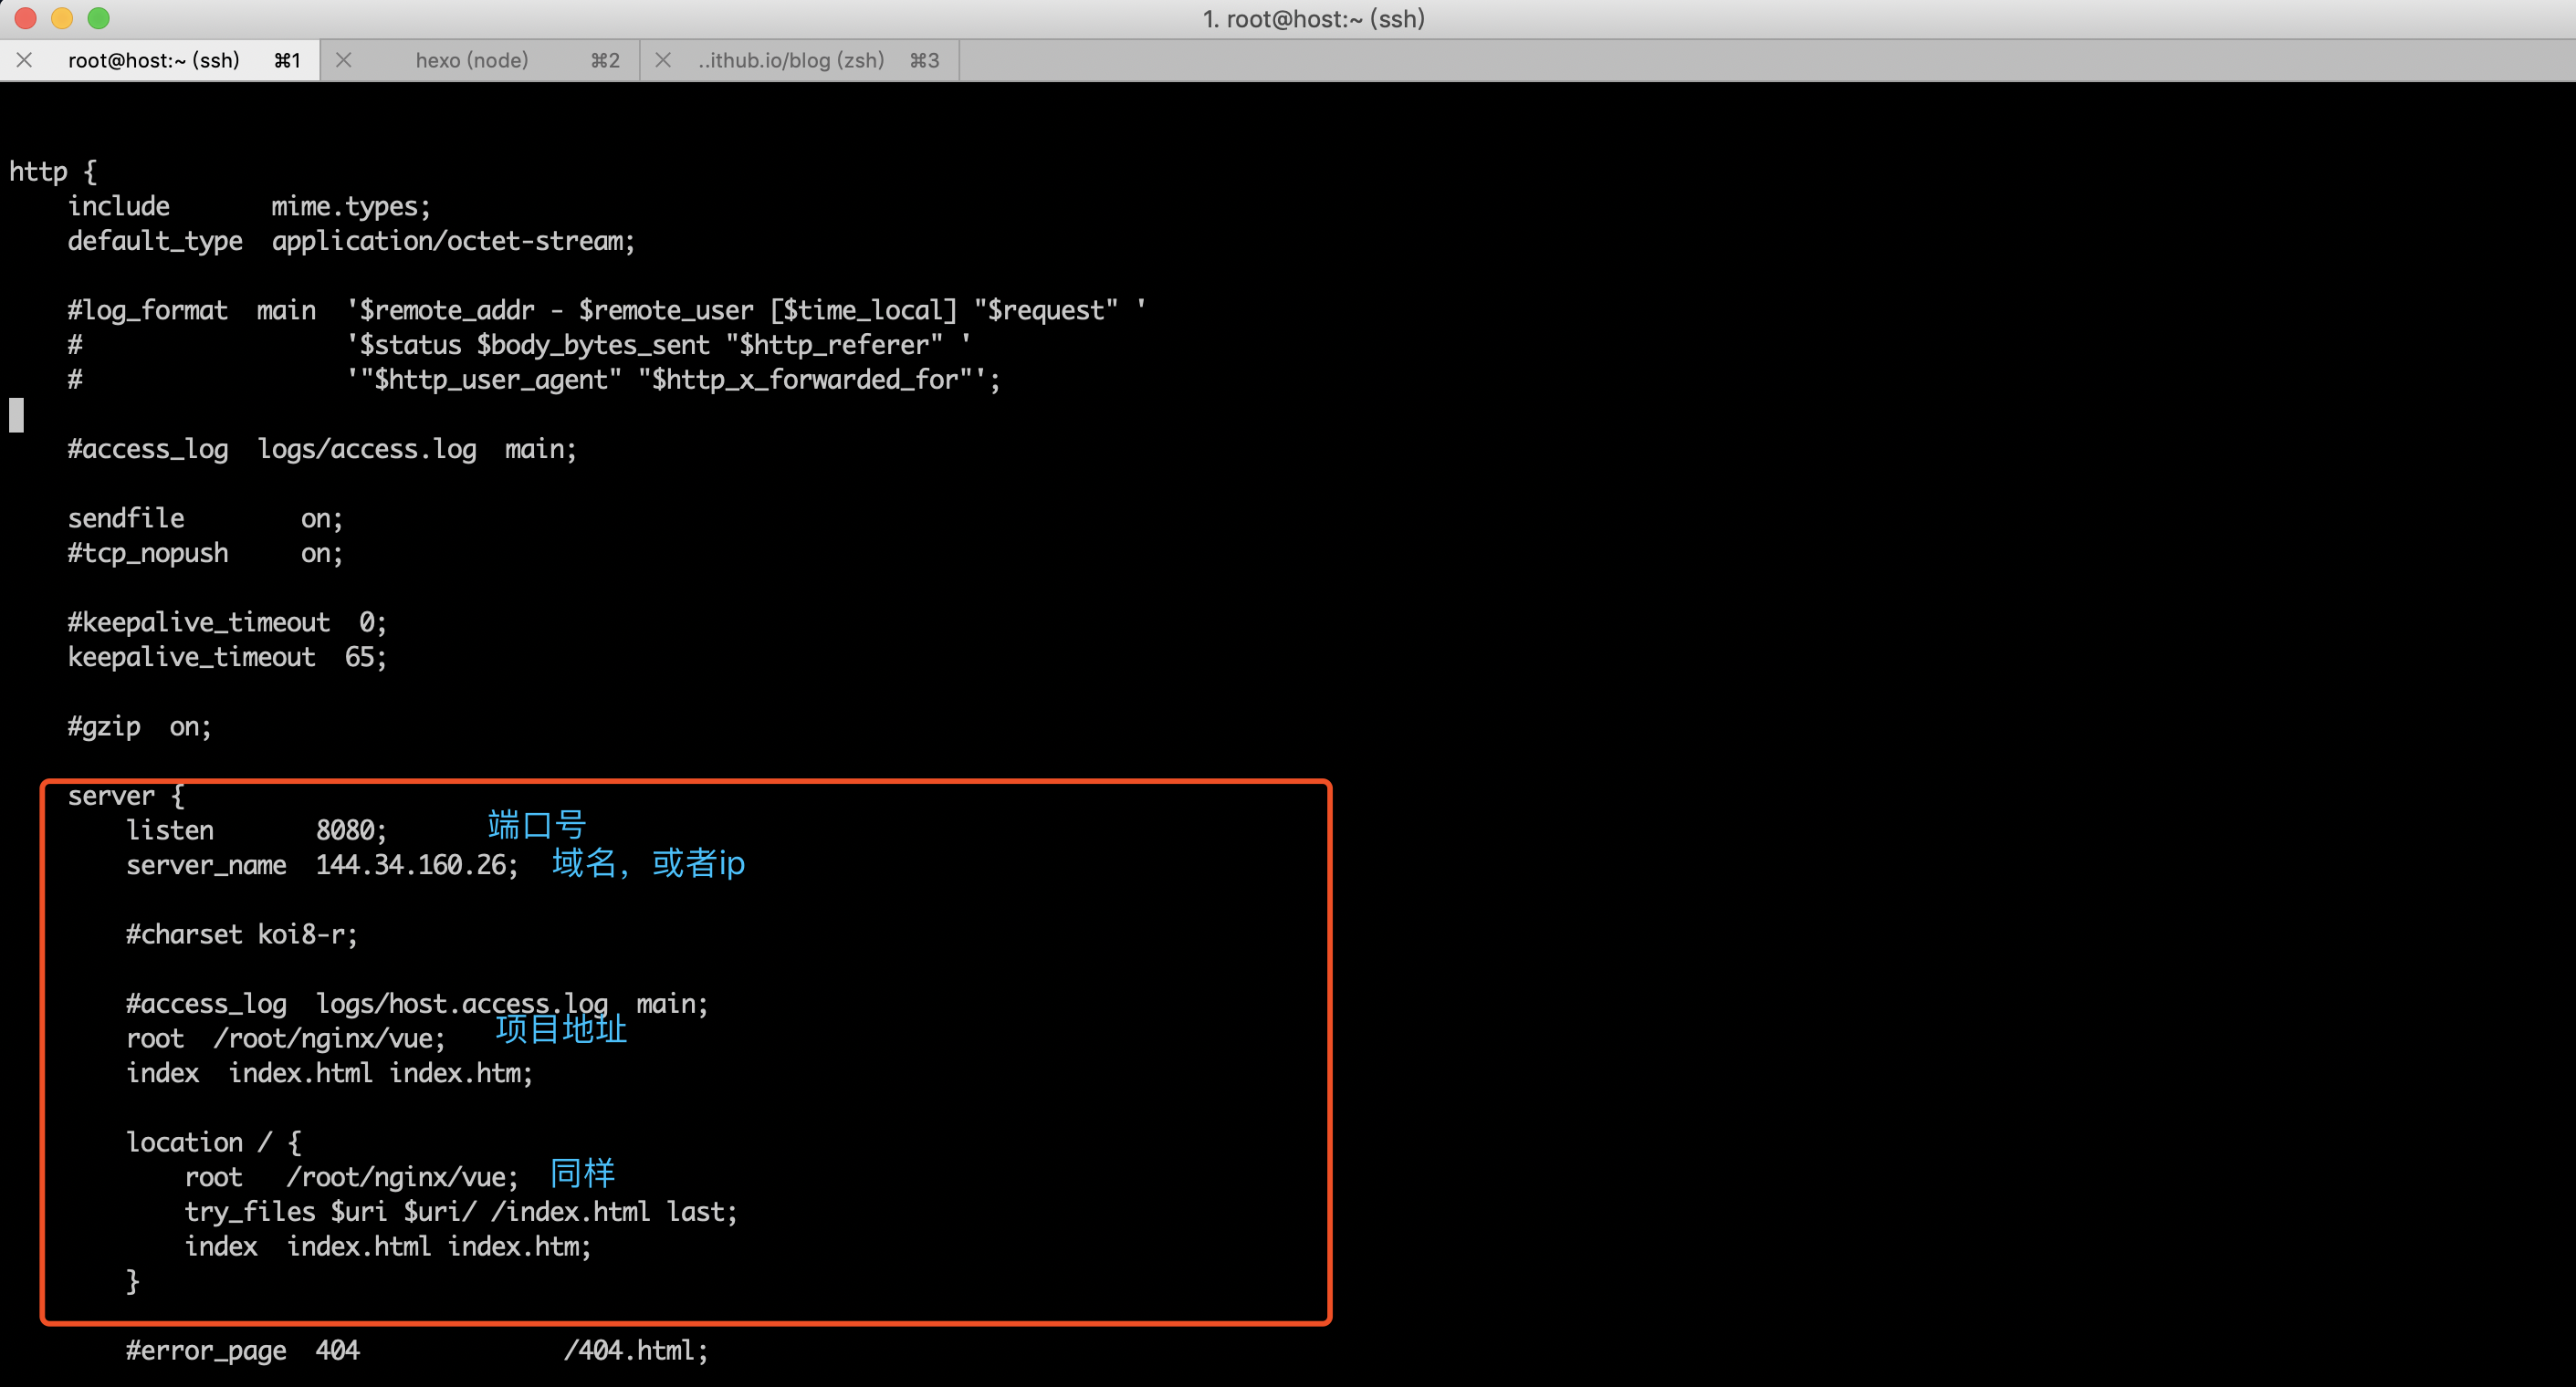 1. root@host:~ (ssh)
root@host:~ (ssh) ⌘1 hexo (node) ⌘2 ..ithub.io/blog (zsh) ⌘3
http {
    include       mime.types;
    default_type  application/octet-stream;
    #log_format  main  '$remote_addr - $remote_user [$time_local] "$request" '
    #                  '$status $body_bytes_sent "$http_referer" '
    #                  '"$http_user_agent" "$http_x_forwarded_for"';
    #access_log  logs/access.log  main;
    sendfile        on;
    #tcp_nopush     on;
    #keepalive_timeout  0;
    keepalive_timeout  65;
    #gzip  on;
    server {
        listen       8080; 端口号
        server_name  144.34.160.26; 域名，或者ip
        #charset koi8-r;
        #access_log  logs/host.access.log  main;
        root  /root/nginx/vue; 项目地址
        index  index.html index.htm;
        location / {
            root   /root/nginx/vue; 同样
            try_files $uri $uri/ /index.html last;
            index  index.html index.htm;
        }
        #error_page  404              /404.html;